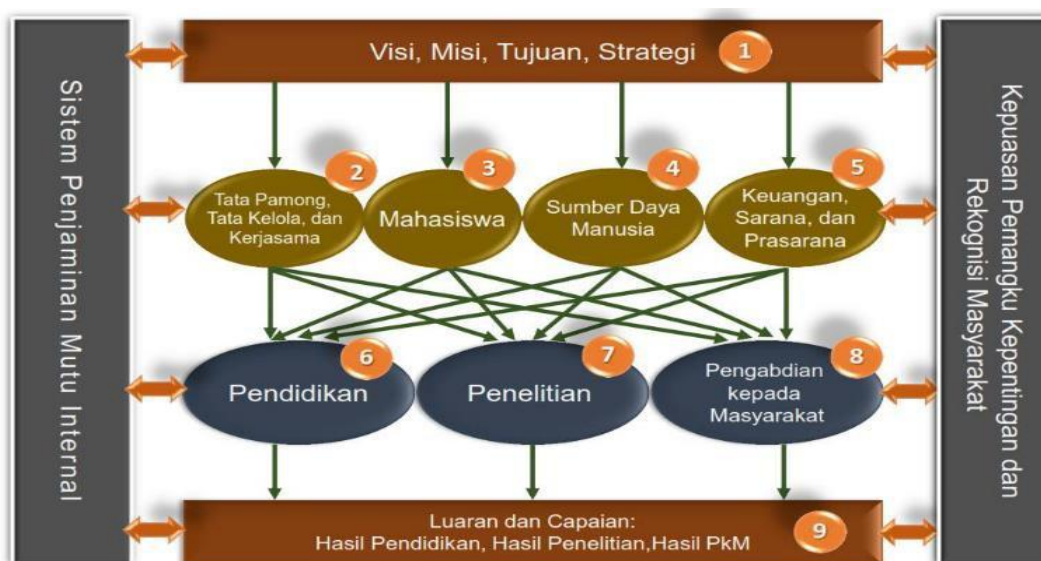 Sistem Penjaminan Mutu Internal
Visi, Misi, Tujuan, Strategi
1
2
Tata Pamong,
Tata Kelola, dan
Kerjasama
3
Mahasiswa
4
Sumber Daya
Manusia
5
Keuangan,
Sarana, dan
Prasarana
6
Pendidikan
7
Penelitian
8
Pengabdian
kepada
Masyarakat
Luaran dan Capaian:
Hasil Pendidikan, Hasil Penelitian,Hasil PkM
9
Kepuasan Pemangku Kepentingan dan
Rekognisi Masyarakat